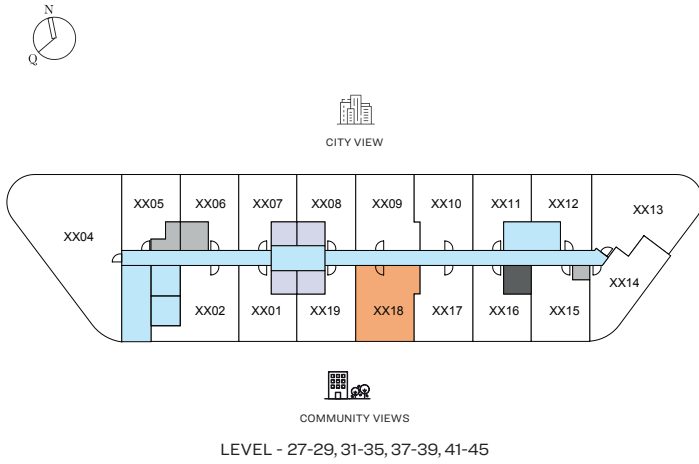 N
Q
CITY VIEW
XX05 XX06 XX07 XX08 XX09 XX10 XX11 XX12
XX04 XX13
XX14
XX02 XX01 XX19 XX18 XX17 XX16 XX15
COMMUNITY VIEWS
LEVEL - 27-29, 31-35, 37-39, 41-45